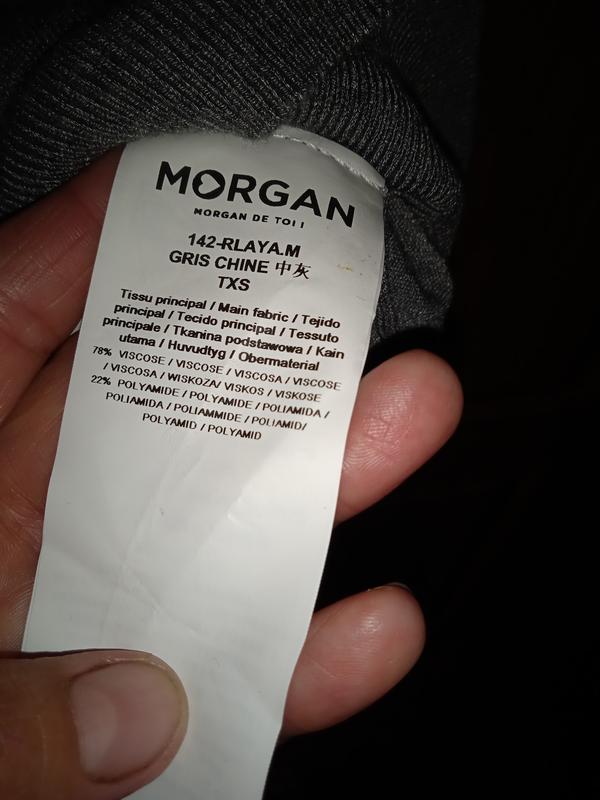 MORGAN
MORGAN DE TOI !
142-RLAYA.M
GRIS CHINE 中灰
TXS
Tissu principal / Main fabric / Tejido
principal / Tecido principal / Tessuto
principale / Tkanina podstawowa / Kain
utama / Huvudtyg / Obermaterial
78% VISCOSE / VISCOSE / VISCOSA / VISCOSE
/ VISCOSA / WISKOZA/ VISKOS / VISKOSE
22% POLYAMIDE / POLYAMIDE / POLIAMIDA /
POLIAMIDA / POLIAMMIDE / POLIAMID/
POLYAMID / POLYAMID